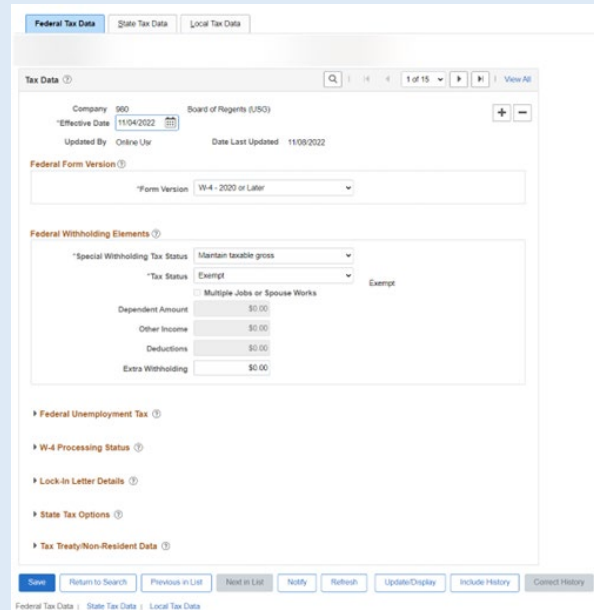 Federal Tax Data State Tax Data Local Tax Data
Tax Data 1 of 15 View All
Company 980 Board of Regents (USG)
*Effective Date 11/04/2022
Updated By Online Usr Date Last Updated 11/08/2022
Federal Form Version
*Form Version W-4 - 2020 or Later
Federal Withholding Elements
*Special Withholding Tax Status Maintain taxable gross
*Tax Status Exempt Exempt
Multiple Jobs or Spouse Works
Dependent Amount $0.00
Other Income $0.00
Deductions $0.00
Extra Withholding $0.00
Federal Unemployment Tax
W-4 Processing Status
Lock-In Letter Details
State Tax Options
Tax Treaty/Non-Resident Data
Save Return to Search Previous in List Next in List Notify Refresh Update/Display Include History Correct History
Federal Tax Data | State Tax Data | Local Tax Data